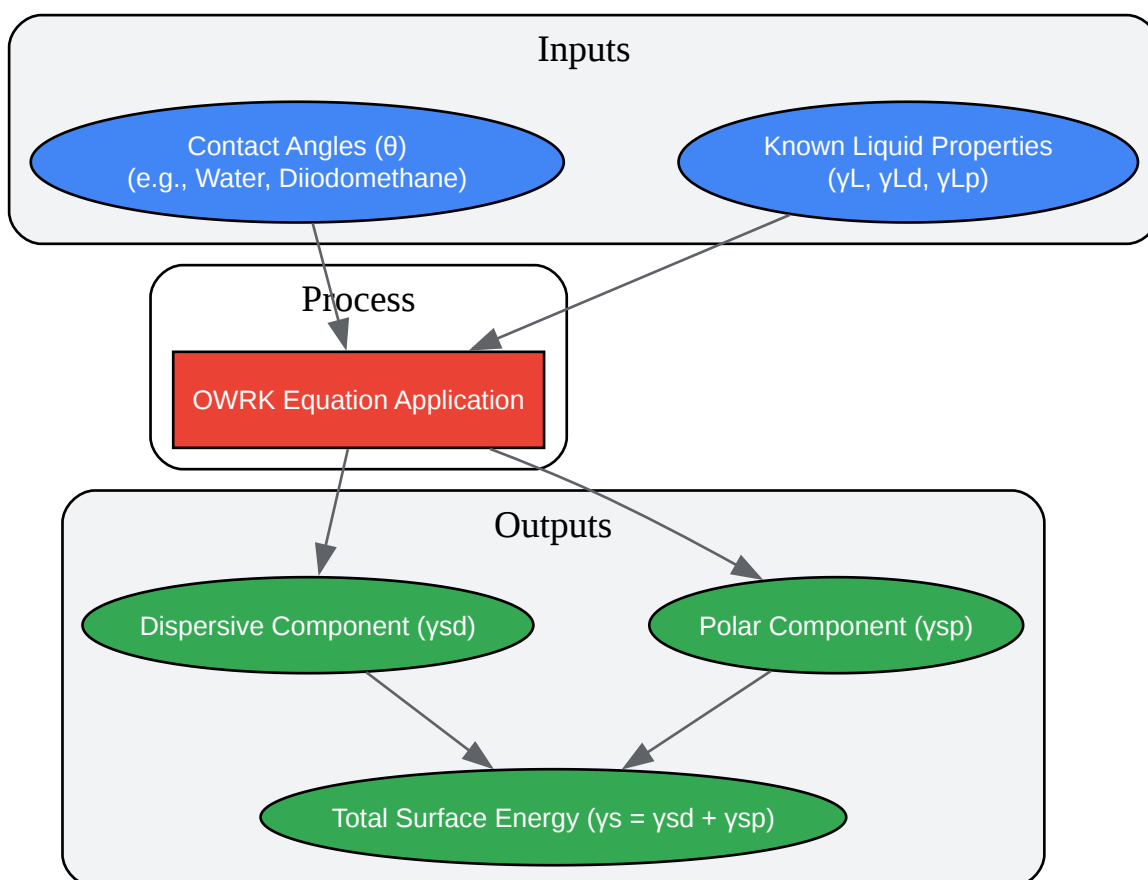 Inputs
Contact Angles (θ)
(e.g., Water, Diiodomethane)
Known Liquid Properties
(γL, γLd, γLp)
Process
OWRK Equation Application
Outputs
Dispersive Component (γsd)
Polar Component (γsp)
Total Surface Energy (γs = γsd + γsp)